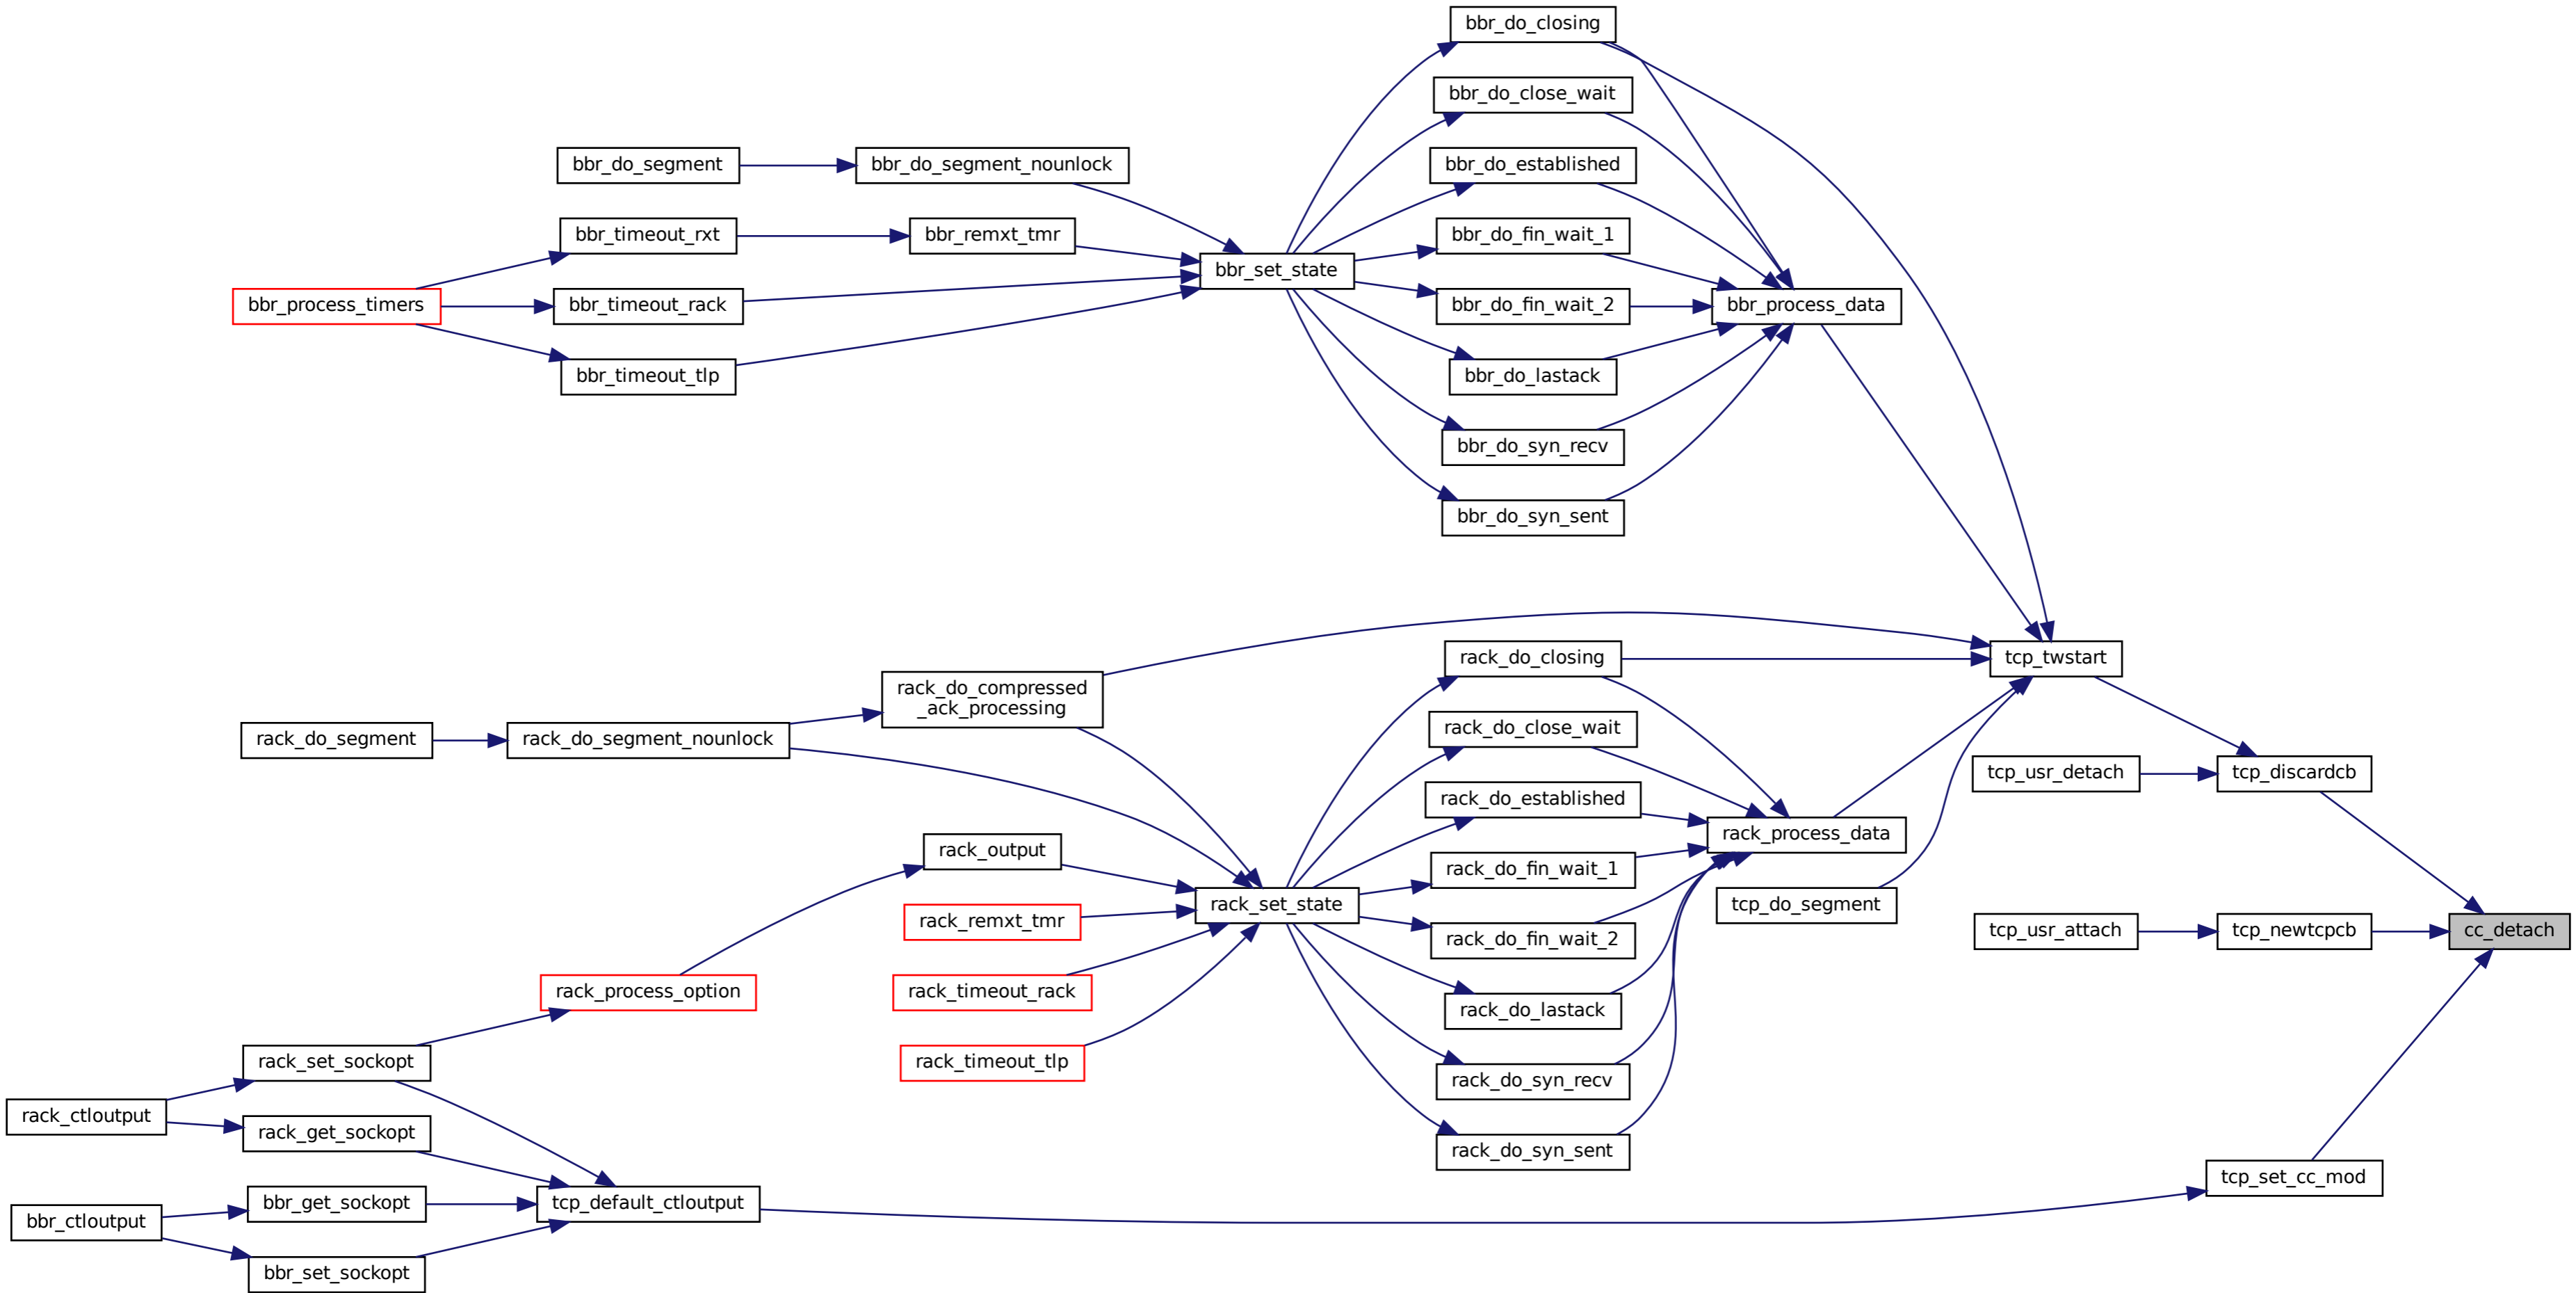 bbr_do_closing
bbr_do_close_wait
bbr_do_segment
bbr_do_segment_nounlock
bbr_do_established
bbr_timeout_rxt
bbr_remxt_tmr
bbr_do_fin_wait_1
bbr_set_state
bbr_process_timers
bbr_timeout_rack
bbr_do_fin_wait_2
bbr_process_data
bbr_timeout_tlp
bbr_do_lastack
bbr_do_syn_recv
bbr_do_syn_sent
rack_do_closing
tcp_twstart
rack_do_compressed
_ack_processing
rack_do_close_wait
rack_do_segment
rack_do_segment_nounlock
tcp_usr_detach
tcp_discardcb
rack_do_established
rack_process_data
rack_output
rack_do_fin_wait_1
rack_set_state
tcp_do_segment
rack_remxt_tmr
rack_do_fin_wait_2
tcp_usr_attach
tcp_newtcpcb
cc_detach
rack_process_option
rack_timeout_rack
rack_do_lastack
rack_set_sockopt
rack_timeout_tlp
rack_do_syn_recv
rack_ctloutput
rack_get_sockopt
rack_do_syn_sent
tcp_set_cc_mod
bbr_get_sockopt
tcp_default_ctloutput
bbr_ctloutput
bbr_set_sockopt